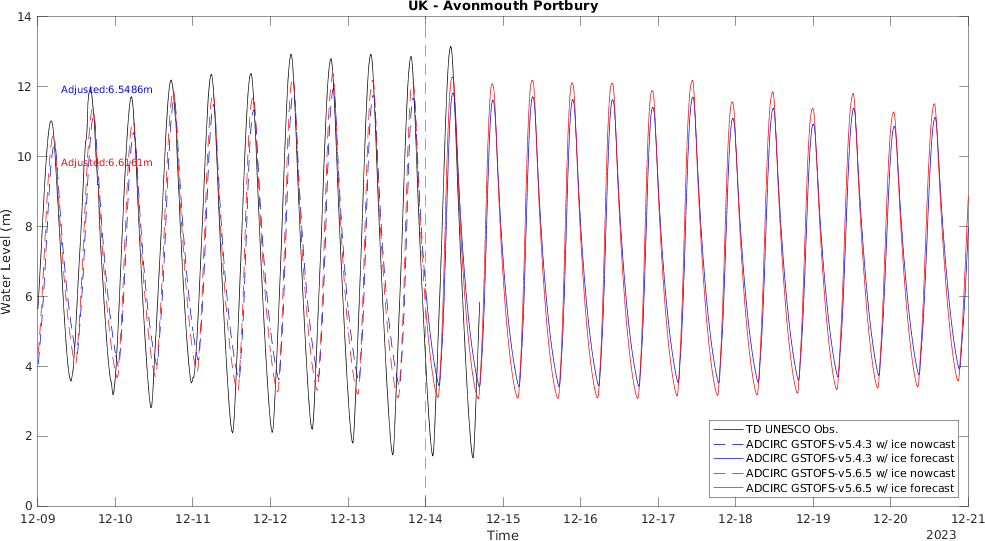 UK - Avonmouth Portbury
14
12
10
8
6
4
2
0
Water Level (m)
Adjusted:6.5486m
Adjusted:6.6161m
TD UNESCO Obs.
ADCIRC GSTOFS-v5.4.3 w/ ice nowcast
ADCIRC GSTOFS-v5.4.3 w/ ice forecast
ADCIRC GSTOFS-v5.6.5 w/ ice nowcast
ADCIRC GSTOFS-v5.6.5 w/ ice forecast
12-09 12-10 12-11 12-12 12-13 12-14 12-15 12-16 12-17 12-18 12-19 12-20 12-21
Time
2023